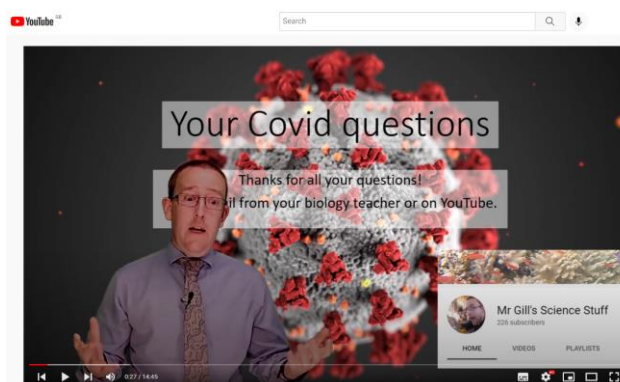 YouTube GB
Search
Your Covid questions
Thanks for all your questions!
il from your biology teacher or on YouTube.
Mr Gill's Science Stuff
226 subscribers
HOME VIDEOS PLAYLISTS
0:27 / 14:45